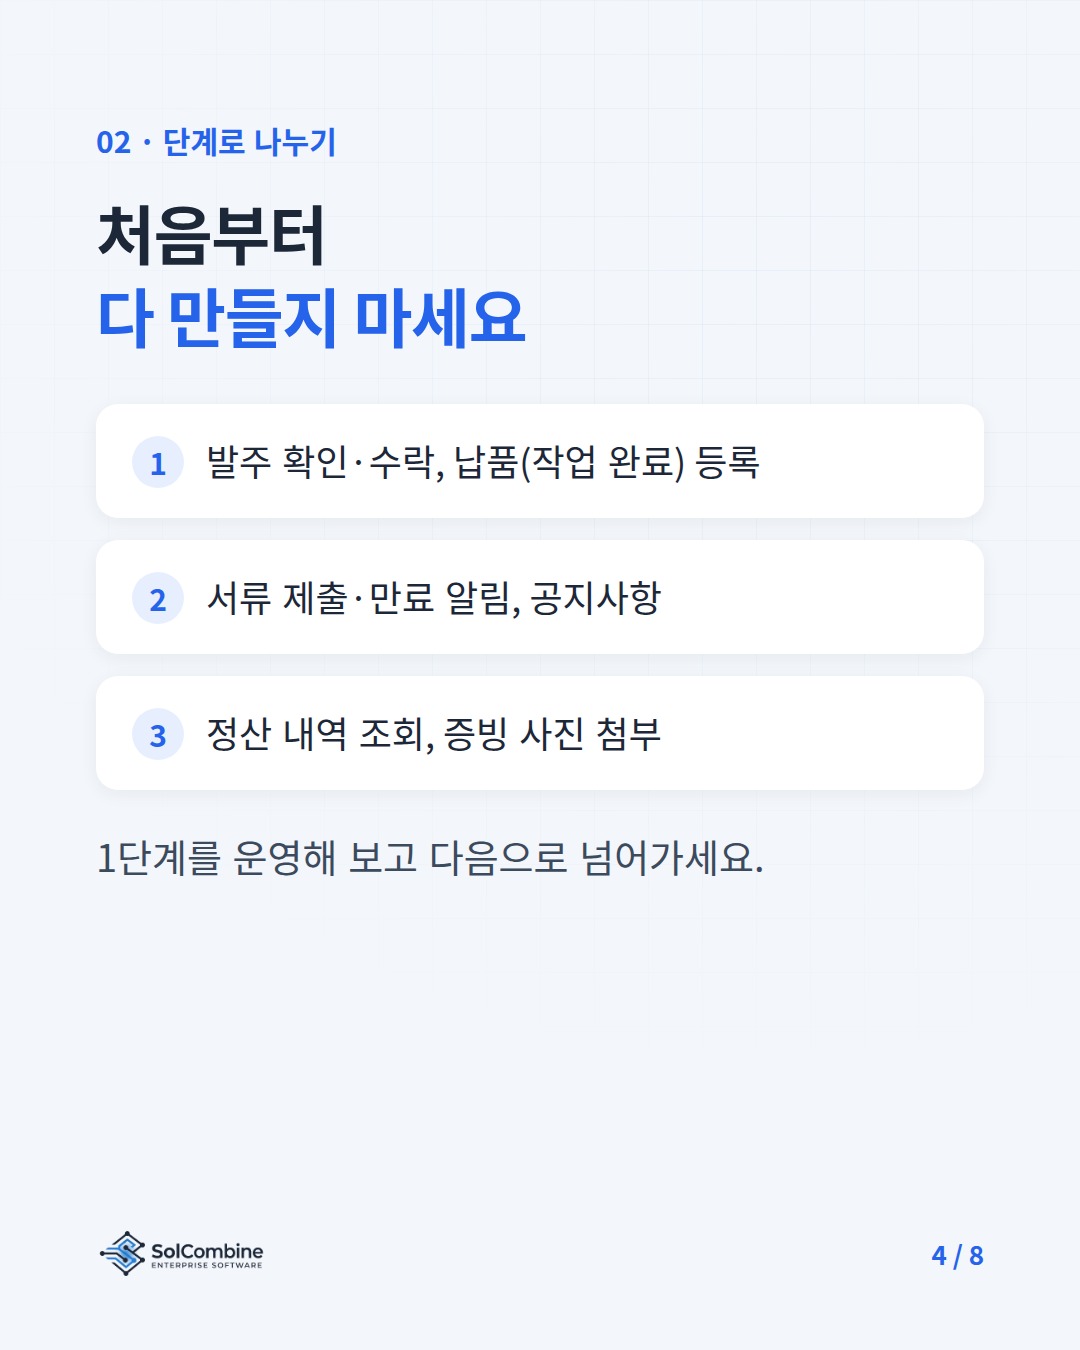 02 · 단계로 나누기
처음부터
다 만들지 마세요
1 발주 확인·수락, 납품(작업 완료) 등록
2 서류 제출·만료 알림, 공지사항
3 정산 내역 조회, 증빙 사진 첨부
1단계를 운영해 보고 다음으로 넘어가세요.
SolCombine
ENTERPRISE SOFTWARE
4 / 8